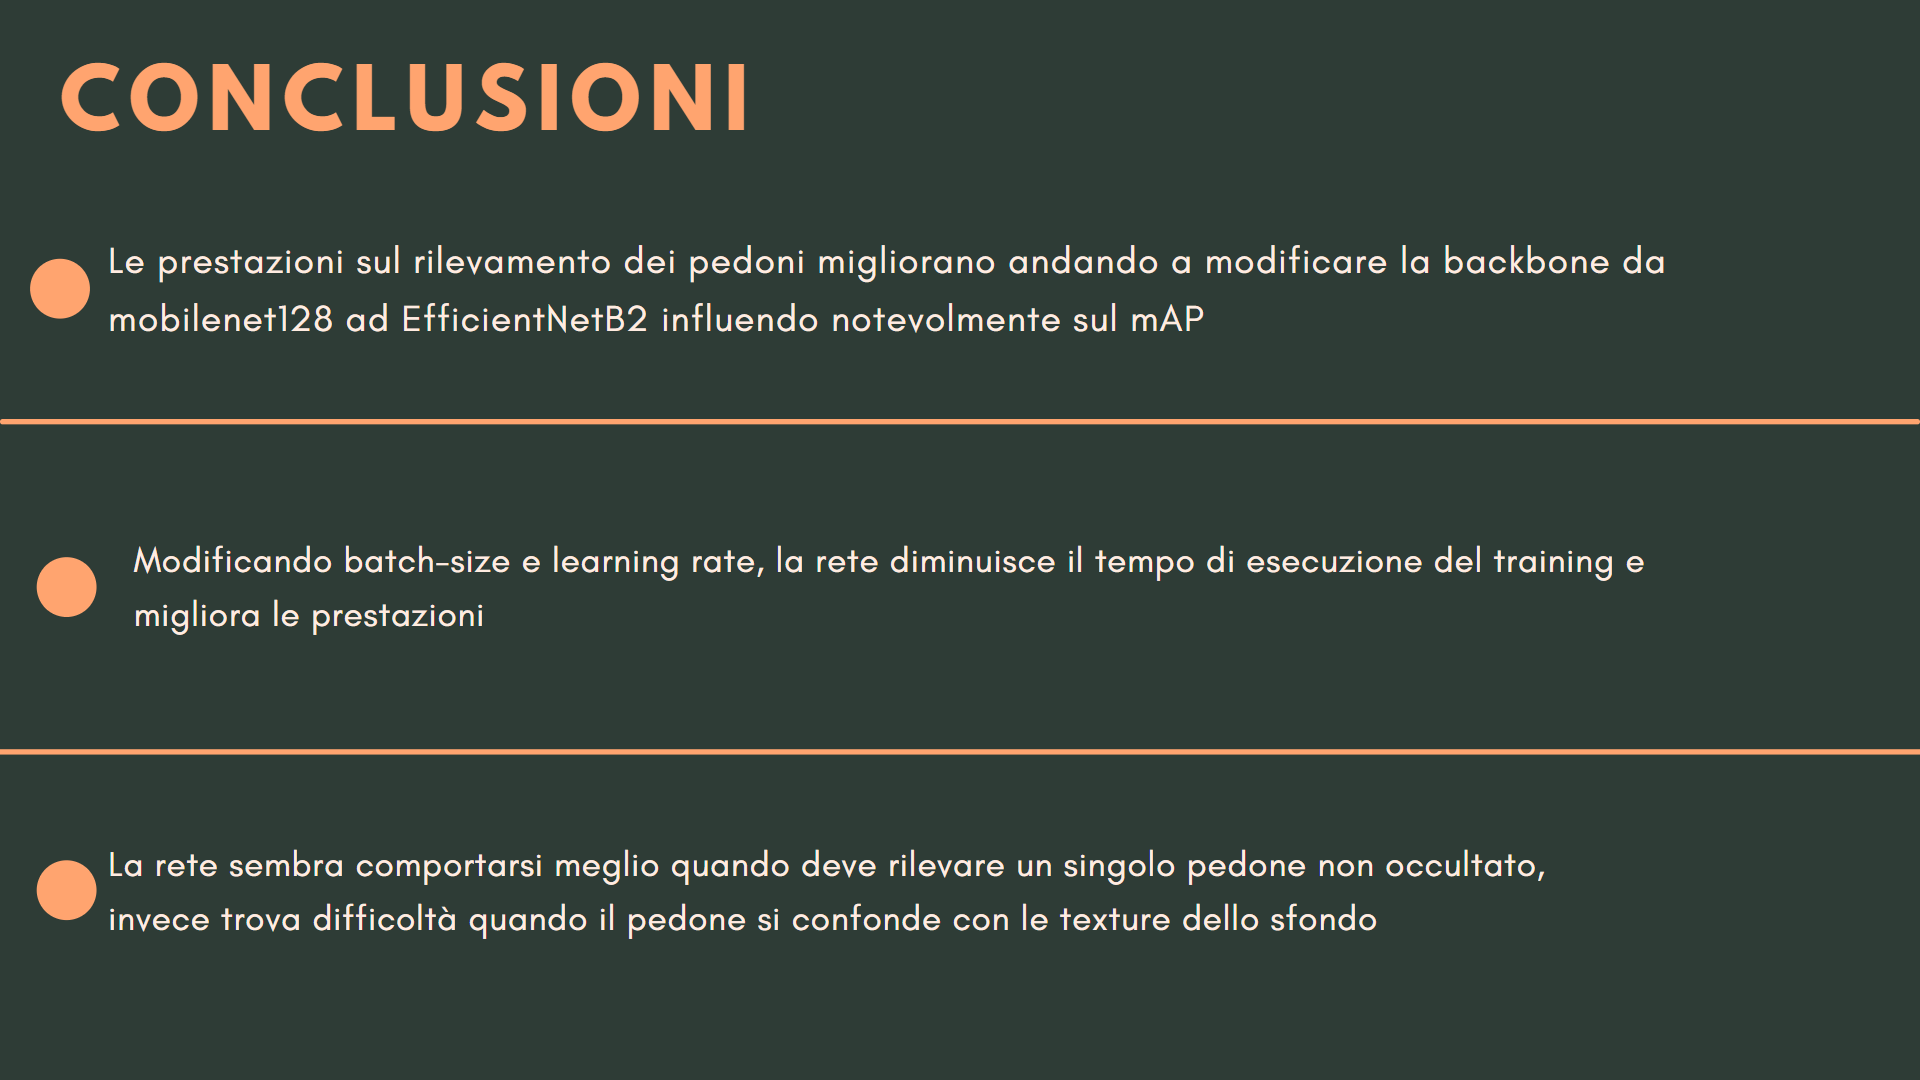 CONCLUSIONI
Le prestazioni sul rilevamento dei pedoni migliorano andando a modificare la backbone da
mobilenet128 ad EfficientNetB2 influendo notevolmente sul mAP
Modificando batch-size e learning rate, la rete diminuisce il tempo di esecuzione del training e
migliora le prestazioni
La rete sembra comportarsi meglio quando deve rilevare un singolo pedone non occultato,
invece trova difficoltà quando il pedone si confonde con le texture dello sfondo